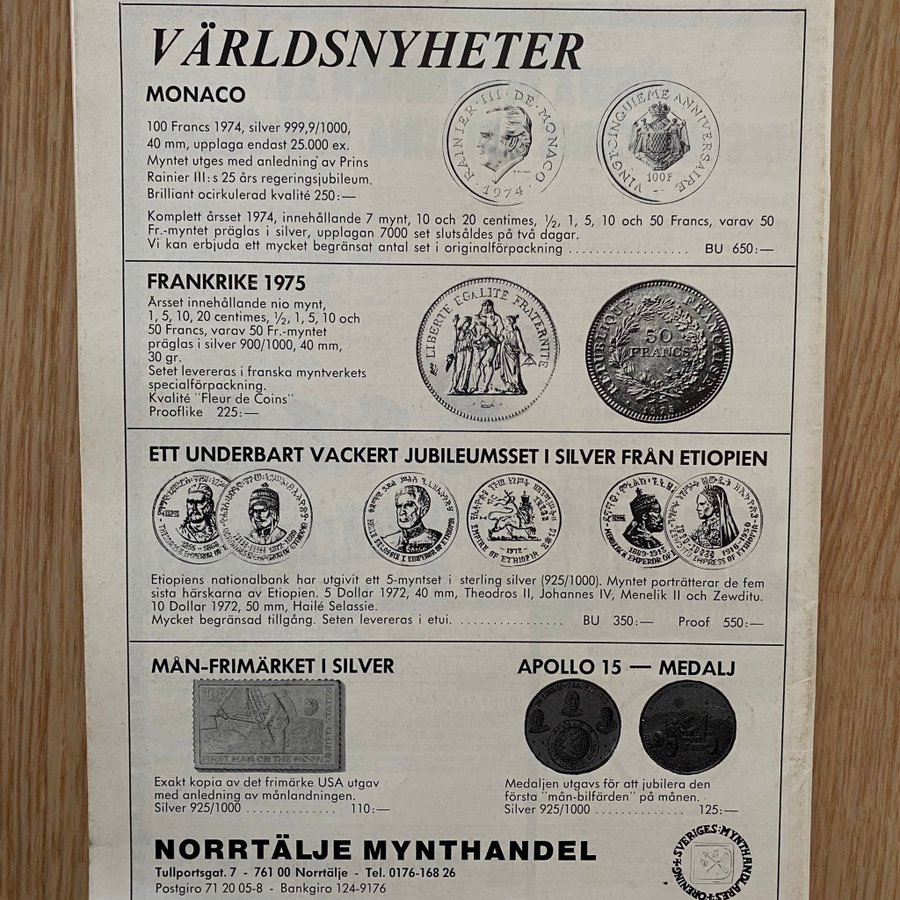 VÄRLDSNYHETER
MONACO
100 Francs 1974, silver 999,9/1000,
40 mm, upplaga endast 25.000 ex.
Myntet utges med anledning av Prins
Rainier III:s 25 års regeringsjubileum.
Brilliant ocirkulerad kvalité 250:—
RAINIER·III·DE·MONACO
·1974·
VINGTCINQUIEME ANNIVERSAIRE
100F
Komplett årsset 1974, innehållande 7 mynt, 10 och 20 centimes, ½, 1, 5, 10 och 50 Francs, varav 50
Fr.-myntet präglas i silver, upplagan 7000 set slutsåldes på två dagar.
Vi kan erbjuda ett mycket begränsat antal set i originalförpackning .................. BU 650:—
FRANKRIKE 1975
Årsset innehållande nio mynt,
1, 5, 10, 20 centimes, ½, 1, 5, 10 och
50 Francs, varav 50 Fr.-myntet
präglas i silver 900/1000, 40 mm,
30 gr.
Setet levereras i franska myntverkets
specialförpackning.
Kvalité "Fleur de Coins"
Prooflike 225:—
LIBERTE EGALITE FRATERNITE
REPUBLIQUE FRANÇAISE
50
FRANCS
ETT UNDERBART VACKERT JUBILEUMSSET I SILVER FRÅN ETIOPIEN
EMPIRE OF ETHIOPIA
·1972·
Etiopiens nationalbank har utgivit ett 5-myntset i sterling silver (925/1000). Myntet porträtterar de fem
sista härskarna av Etiopien. 5 Dollar 1972, 40 mm, Theodros II, Johannes IV, Menelik II och Zewditu.
10 Dollar 1972, 50 mm, Hailé Selassie.
Mycket begränsad tillgång. Seten levereras i etui. ................ BU 350:— Proof 550:—
MÅN-FRIMÄRKET I SILVER
FIRST MAN ON THE MOON
UNITED STATES
Exakt kopia av det frimärke USA utgav
med anledning av månlandningen.
Silver 925/1000 .............. 110:—
APOLLO 15 — MEDALJ
Medaljen utgavs för att jubilera den
första "mån-bilfärden" på månen.
Silver 925/1000 .............. 125:—
NORRTÄLJE MYNTHANDEL
Tullportsgat. 7 - 761 00 Norrtälje - Tel. 0176-168 26
Postgiro 71 20 05-8 - Bankgiro 124-9176
SVERIGES MYNTHANDLARES FÖRENING